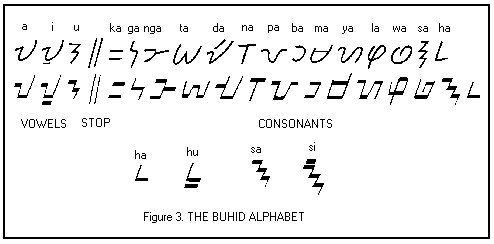 a i u ka ga nga ta da na pa ba ma ya la wa sa ha
ᝀ ᝁ ᝂ ᜶ ᝃ ᝄ ᝅ ᝆ ᝇ ᝈ ᝉ ᝊ ᝋ ᝌ ᝎ ᝏ ᝐ ᝑ
ᝀ ᝁ ᝂ ᜶ ᝃ ᝄ ᝅ ᝆ ᝇ ᝈ ᝉ ᝊ ᝋ ᝌ ᝎ ᝏ ᝐ ᝑ
VOWELS STOP CONSONANTS
ha hu sa si
ᝑ ᝑᝓ ᝐ ᝐᝒ
Figure 3. THE BUHID ALPHABET